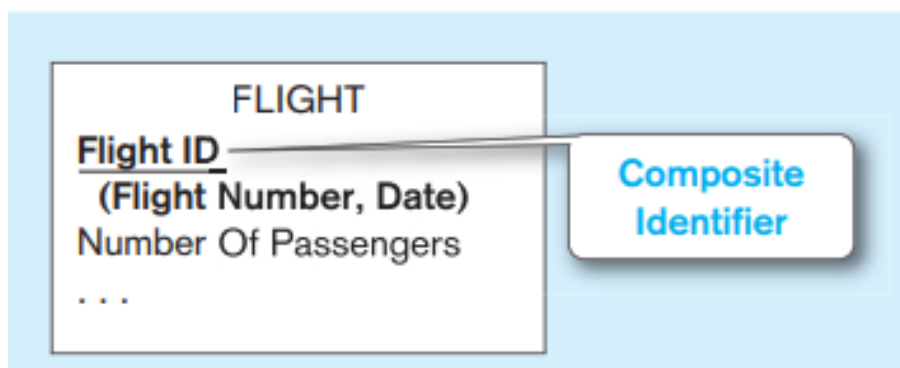 FLIGHT
Flight ID
(Flight Number, Date)
Number Of Passengers
. . .
Composite
Identifier